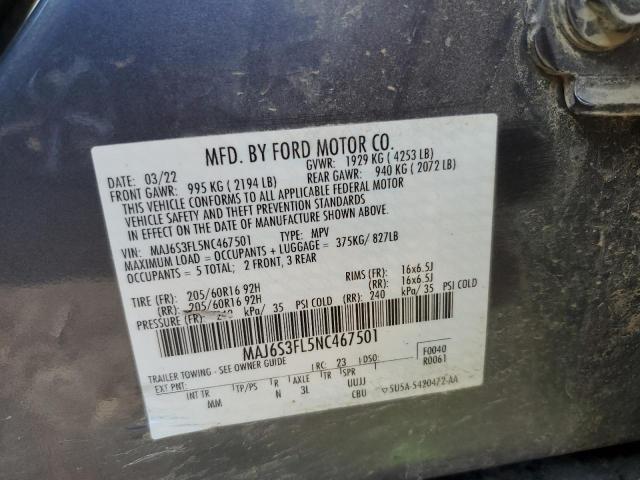 MFD. BY FORD MOTOR CO.
DATE: 03/22 GVWR: 1929 KG ( 4253 LB)
FRONT GAWR: 995 KG ( 2194 LB) REAR GAWR: 940 KG ( 2072 LB)
THIS VEHICLE CONFORMS TO ALL APPLICABLE FEDERAL MOTOR
VEHICLE SAFETY AND THEFT PREVENTION STANDARDS
IN EFFECT ON THE DATE OF MANUFACTURE SHOWN ABOVE.
VIN: MAJ6S3FL5NC467501 TYPE: MPV
MAXIMUM LOAD = OCCUPANTS + LUGGAGE = 375KG/ 827LB
OCCUPANTS = 5 TOTAL; 2 FRONT, 3 REAR
TIRE (FR): 205/60R16 92H RIMS (FR): 16x6.5J
(RR): 205/60R16 92H (RR): 16x6.5J
PRESSURE (FR): kPa/ 35 PSI COLD (RR): 240 kPa/ 35 PSI COLD
MAJ6S3FL5NC467501
TRAILER TOWING - SEE OWNER GUIDE RC: 23 DSO: F0040
EXT PNT: R0061
INT TR TP/PS R AXLE TR SPR
MM N 3L UUJJ
CBU 5U5A-5420472-AA